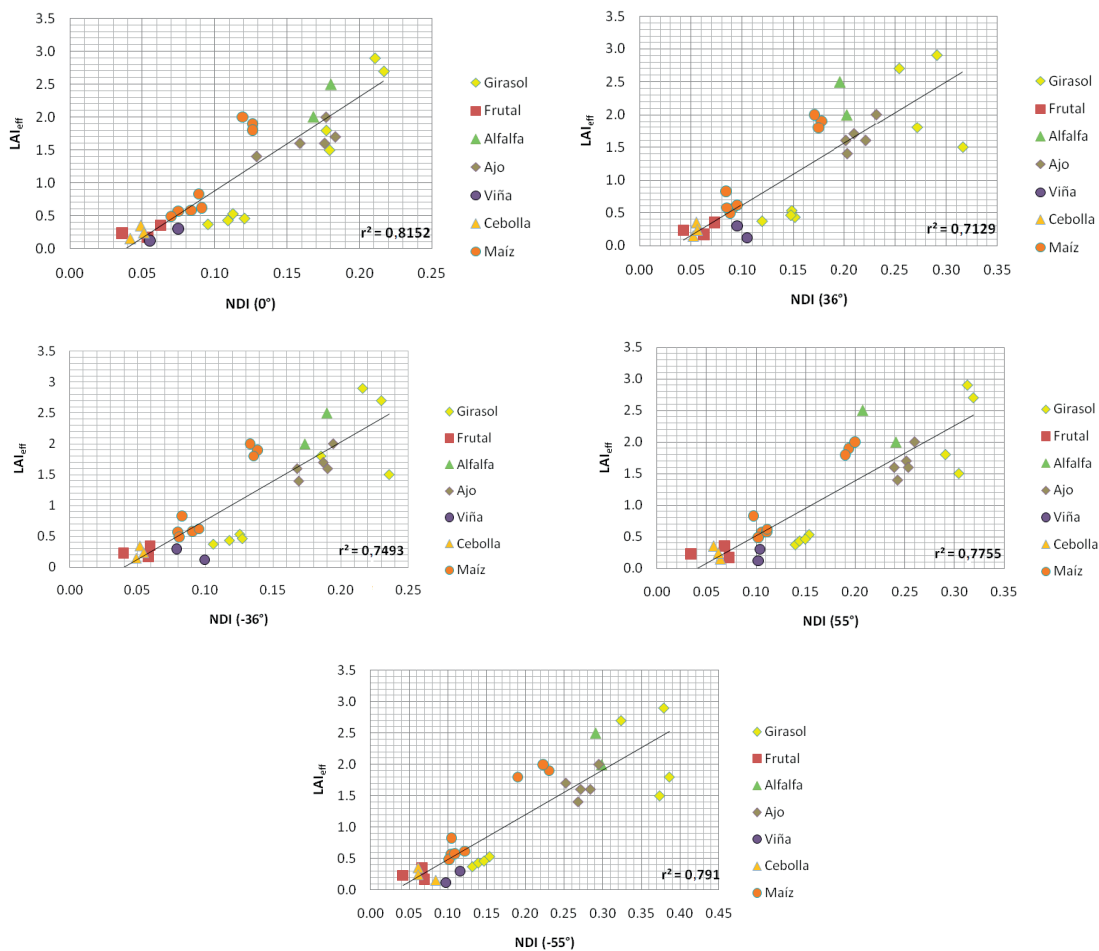 3.5
3.0
2.5
2.0
1.5
1.0
0.5
0.0
LAIeff
0.00 0.05 0.10 0.15 0.20 0.25
NDI (0°)
r² = 0,8152
Girasol
Frutal
Alfalfa
Ajo
Viña
Cebolla
Maíz
3.5
3.0
2.5
2.0
1.5
1.0
0.5
0.0
LAIeff
0.00 0.05 0.10 0.15 0.20 0.25 0.30 0.35
NDI (36°)
r² = 0,7129
Girasol
Frutal
Alfalfa
Ajo
Viña
Cebolla
Maíz
3.5
3
2.5
2
1.5
1
0.5
0
LAIeff
0.00 0.05 0.10 0.15 0.20 0.25
NDI (-36°)
r² = 0,7493
Girasol
Frutal
Alfalfa
Ajo
Viña
Cebolla
Maíz
3.5
3.0
2.5
2.0
1.5
1.0
0.5
0.0
LAIeff
0.00 0.05 0.10 0.15 0.20 0.25 0.30 0.35
NDI (55°)
r² = 0,7755
Girasol
Frutal
Alfalfa
Ajo
Viña
Cebolla
Maíz
3.5
3.0
2.5
2.0
1.5
1.0
0.5
0.0
LAIeff
0.00 0.05 0.10 0.15 0.20 0.25 0.30 0.35 0.40 0.45
NDI (-55°)
r² = 0,791
Girasol
Frutal
Alfalfa
Ajo
Viña
Cebolla
Maíz